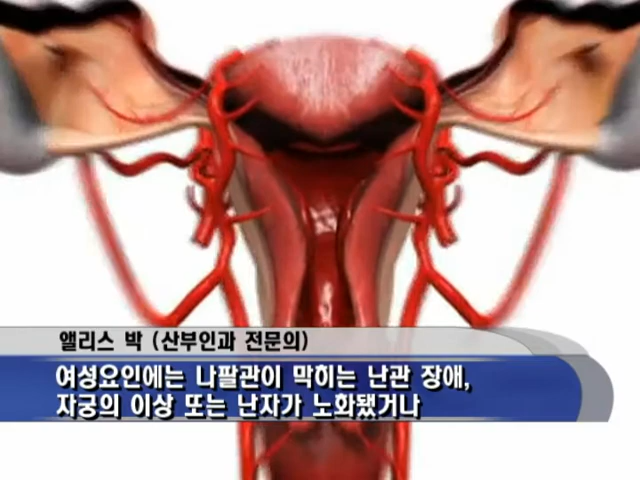 앨리스 박 (산부인과 전문의)
여성요인에는 나팔관이 막히는 난관 장애,
자궁의 이상 또는 난자가 노화됐거나